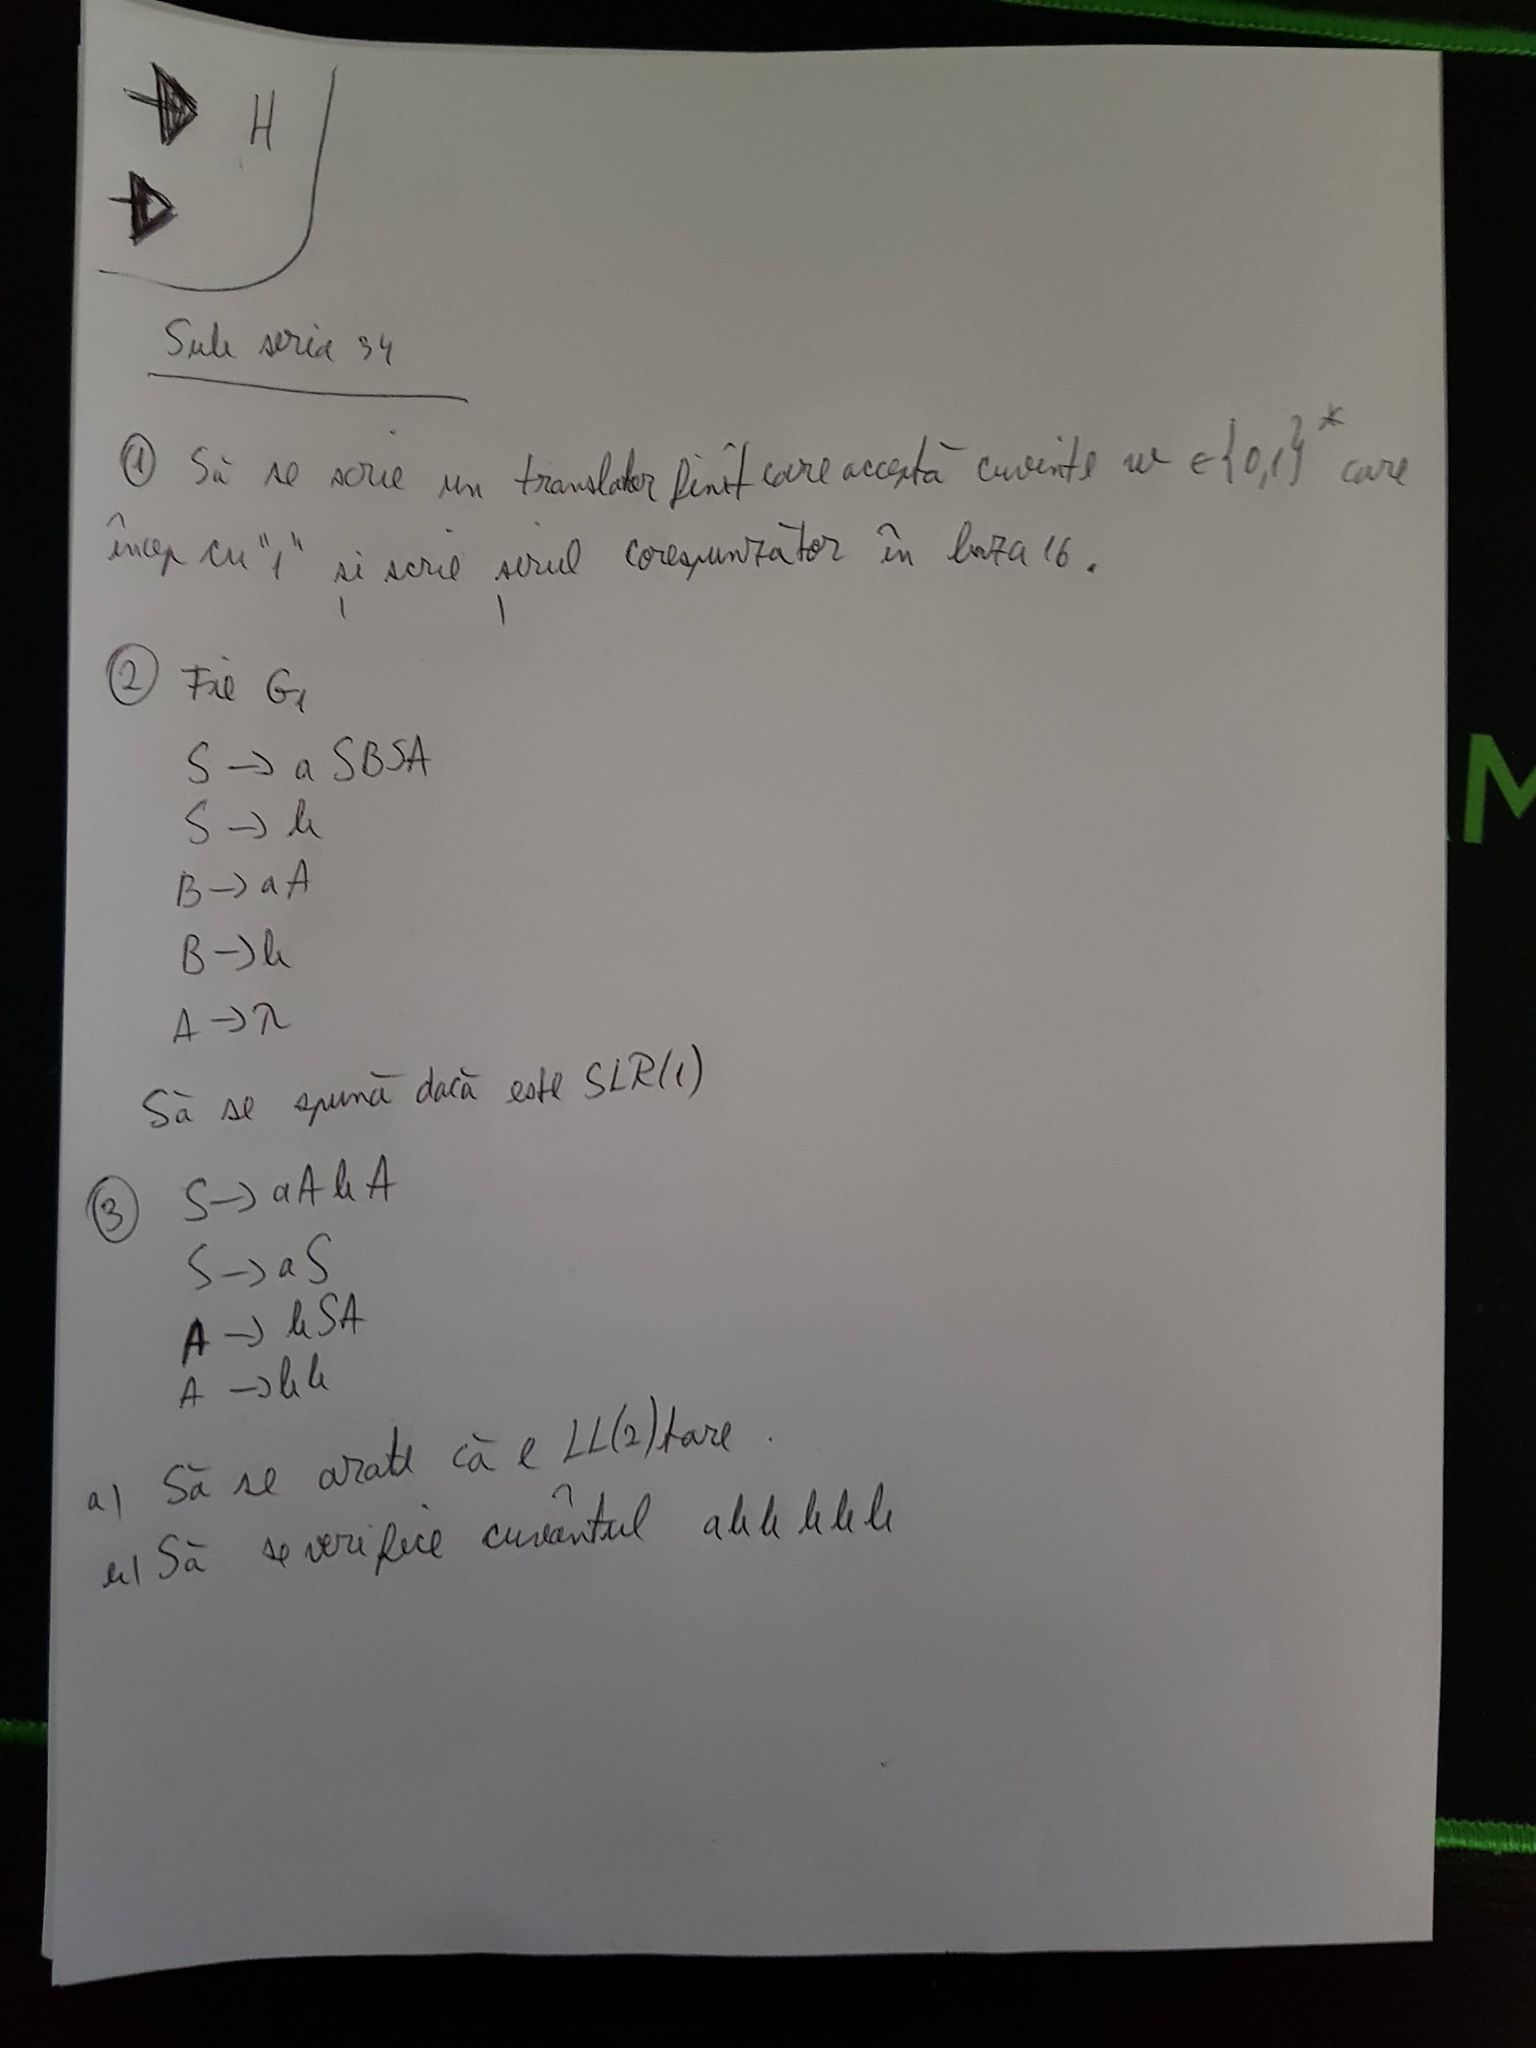 H
Sub seria 34
① Să se scrie un translator finit care acceptă cuvinte w ∈ {0,1}* care
încep cu "1" și scrie șirul corespunzător în baza 16.
② Fie G1
S → a SBSA
S → b
B → aA
B → b
A → λ
Să se spună dacă este SLR(1)
③ S → aAbA
S → aS
A → bSA
A → bb
a) Să se arate că e LL(2) tare.
b) Să se verifice cuvântul abbbbb
M